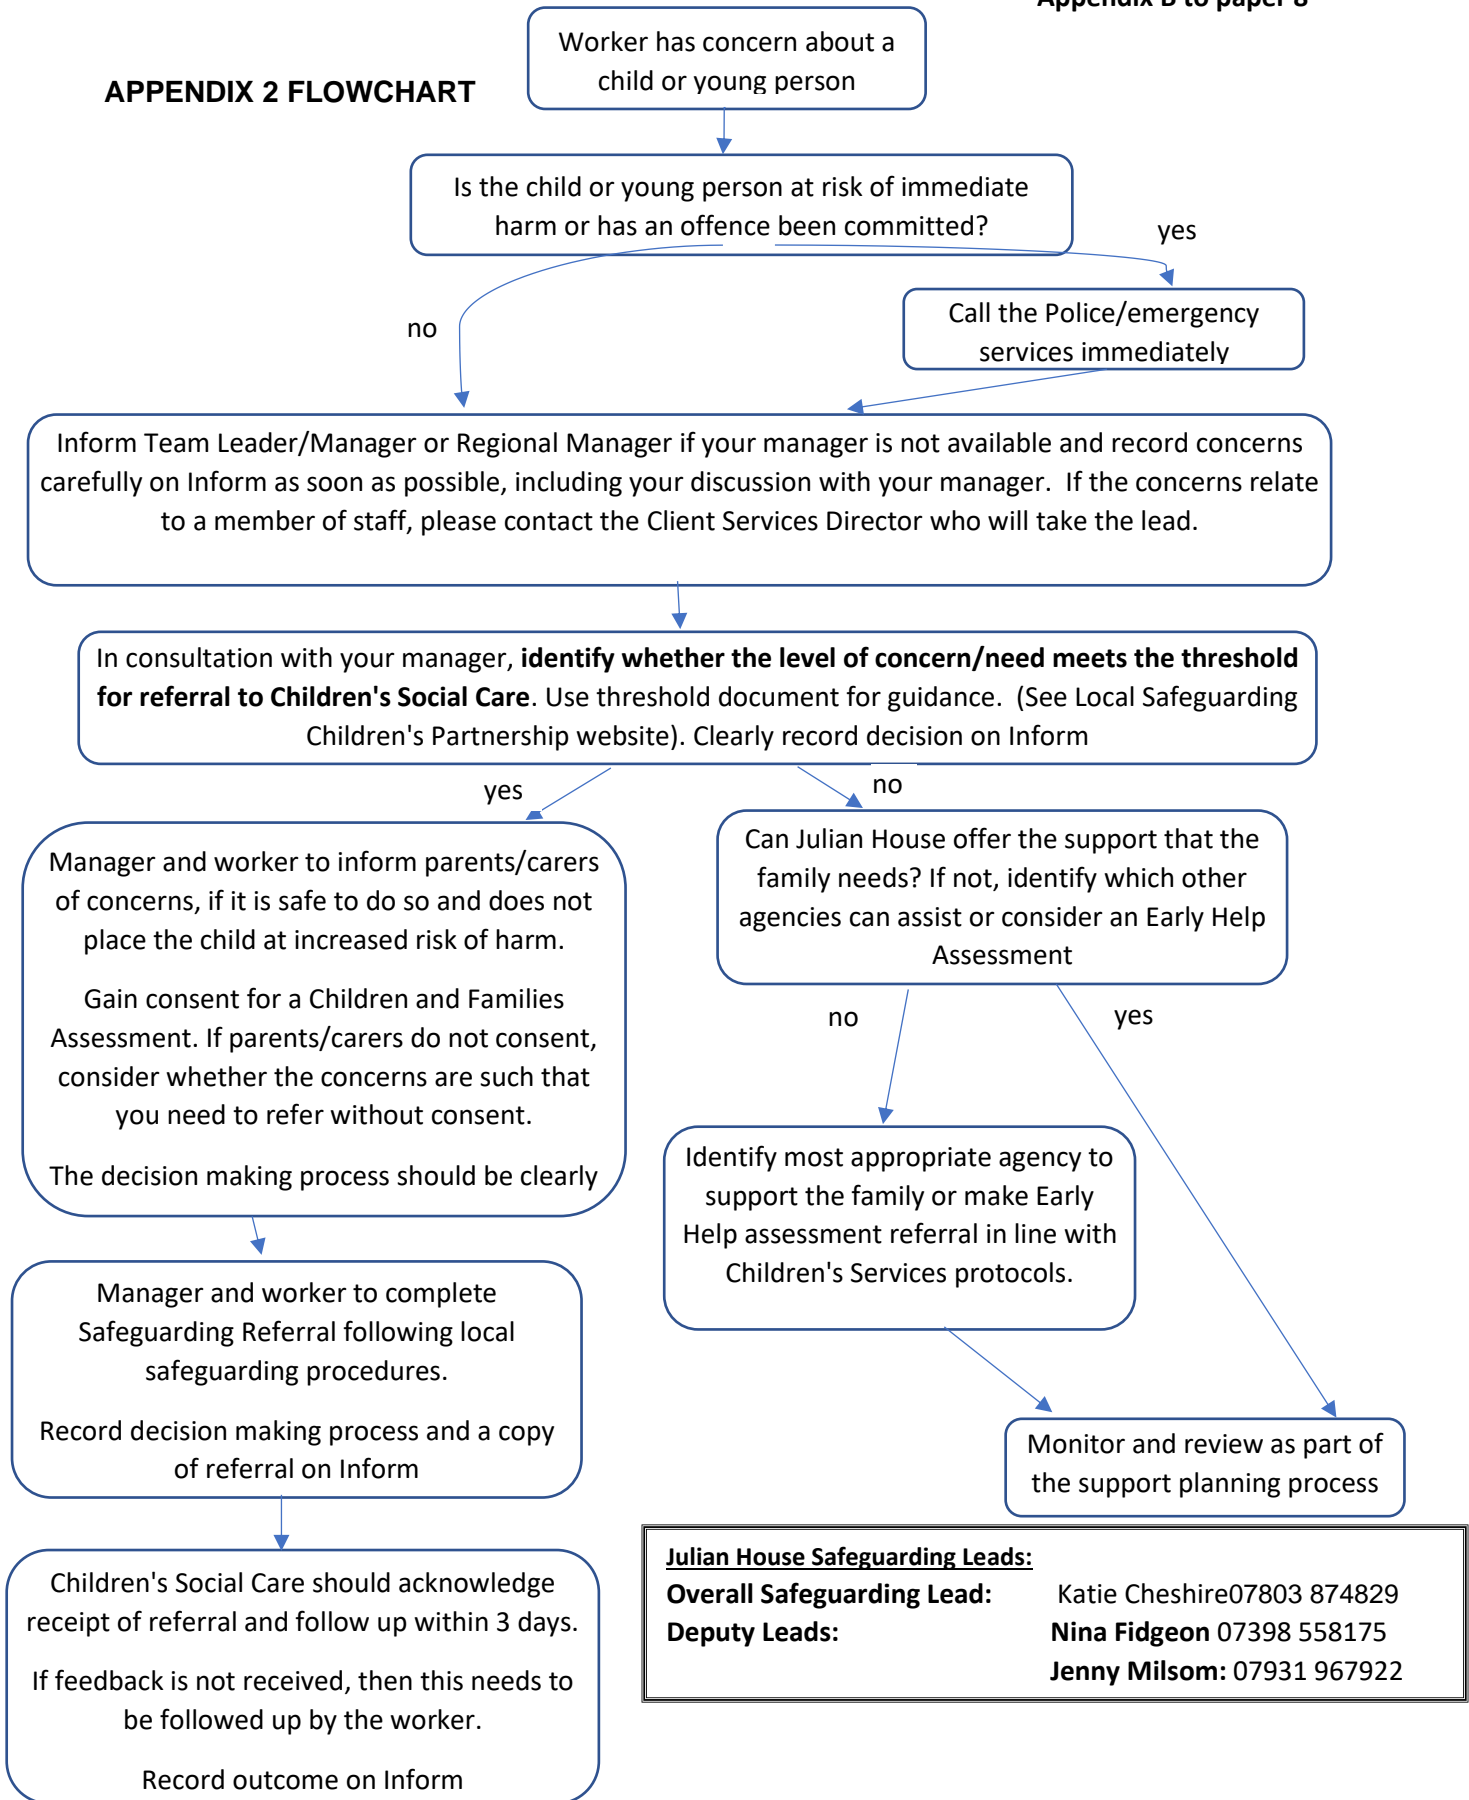 Appendix B to paper 8
Worker has concern about a
child or young person
APPENDIX 2 FLOWCHART
Is the child or young person at risk of immediate
harm or has an offence been committed?
yes
no
Call the Police/emergency
services immediately
Inform Team Leader/Manager or Regional Manager if your manager is not available and record concerns
carefully on Inform as soon as possible, including your discussion with your manager.  If the concerns relate
to a member of staff, please contact the Client Services Director who will take the lead.
In consultation with your manager, identify whether the level of concern/need meets the threshold
for referral to Children's Social Care. Use threshold document for guidance.  (See Local Safeguarding
Children's Partnership website). Clearly record decision on Inform
yes
no
Manager and worker to inform parents/carers
of concerns, if it is safe to do so and does not
place the child at increased risk of harm.
Gain consent for a Children and Families
Assessment. If parents/carers do not consent,
consider whether the concerns are such that
you need to refer without consent.
The decision making process should be clearly
Can Julian House offer the support that the
family needs? If not, identify which other
agencies can assist or consider an Early Help
Assessment
no
yes
Identify most appropriate agency to
support the family or make Early
Help assessment referral in line with
Children's Services protocols.
Manager and worker to complete
Safeguarding Referral following local
safeguarding procedures.
Record decision making process and a copy
of referral on Inform
Monitor and review as part of
the support planning process
Children's Social Care should acknowledge
receipt of referral and follow up within 3 days.
If feedback is not received, then this needs to
be followed up by the worker.
Record outcome on Inform
Julian House Safeguarding Leads:
Overall Safeguarding Lead: Katie Cheshire07803 874829
Deputy Leads: Nina Fidgeon 07398 558175
Jenny Milsom: 07931 967922